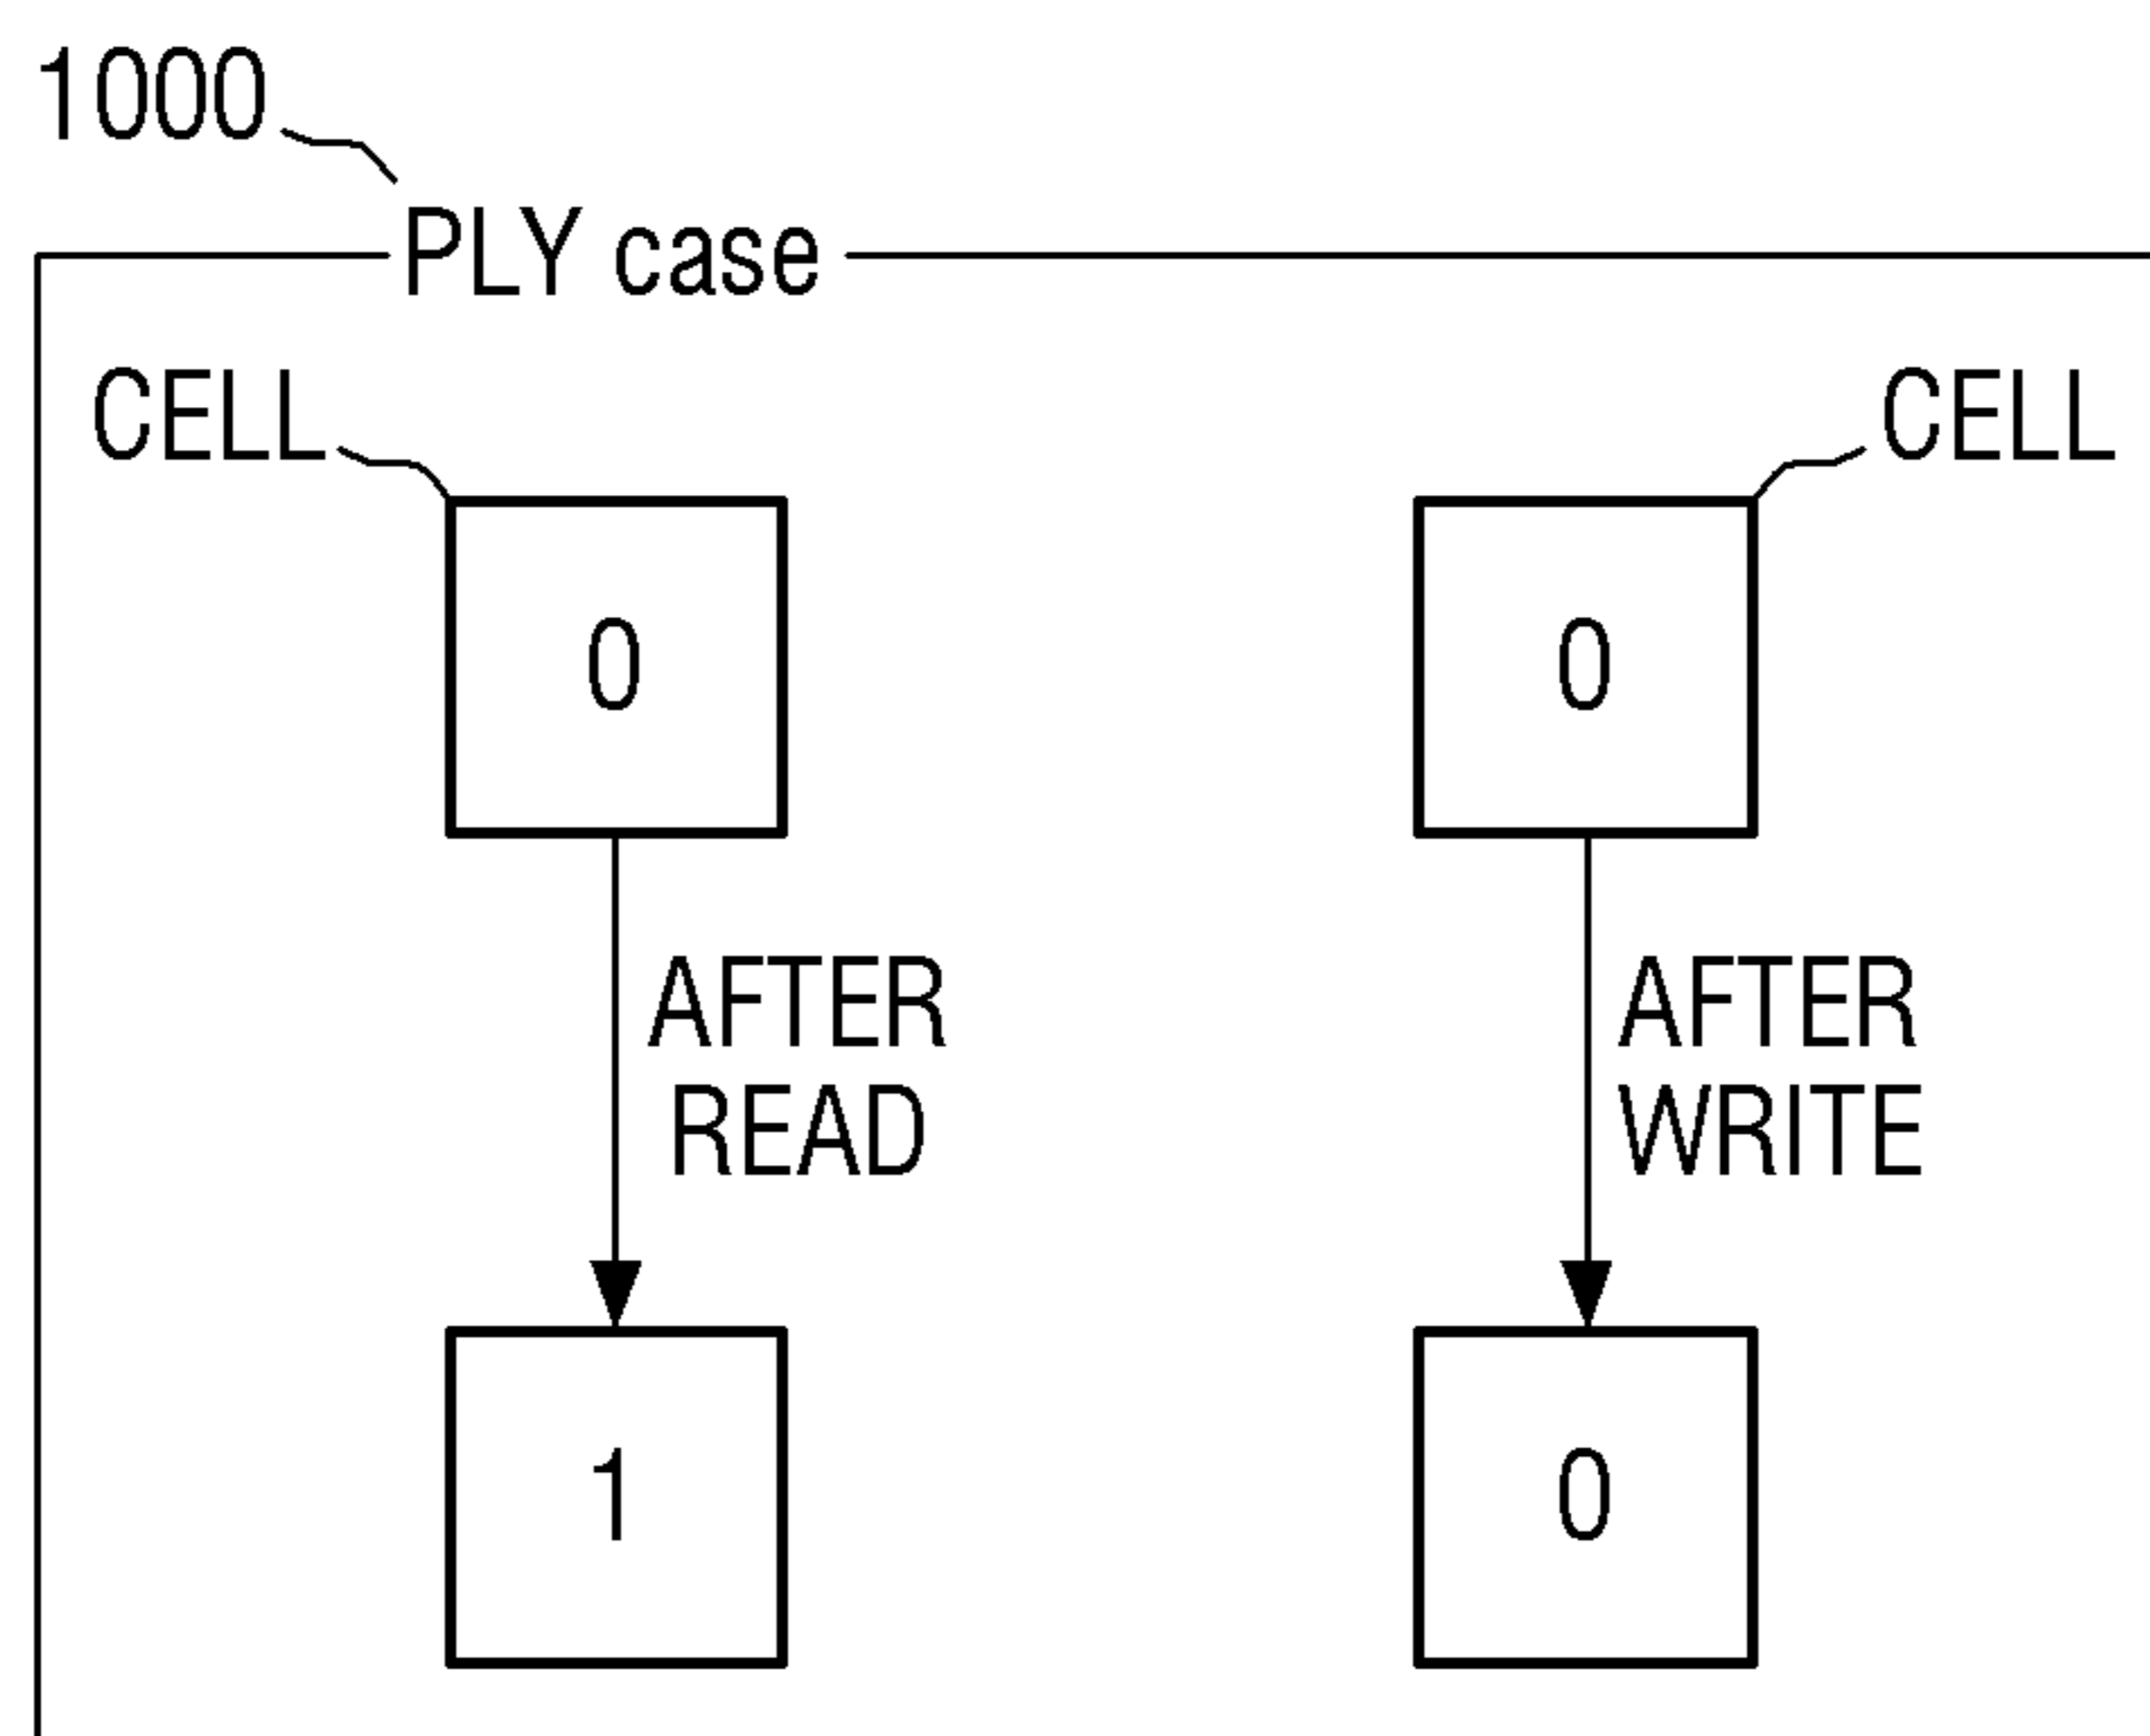 1000
PLY case
CELL
CELL
0
0
AFTER
READ
AFTER
WRITE
1
0